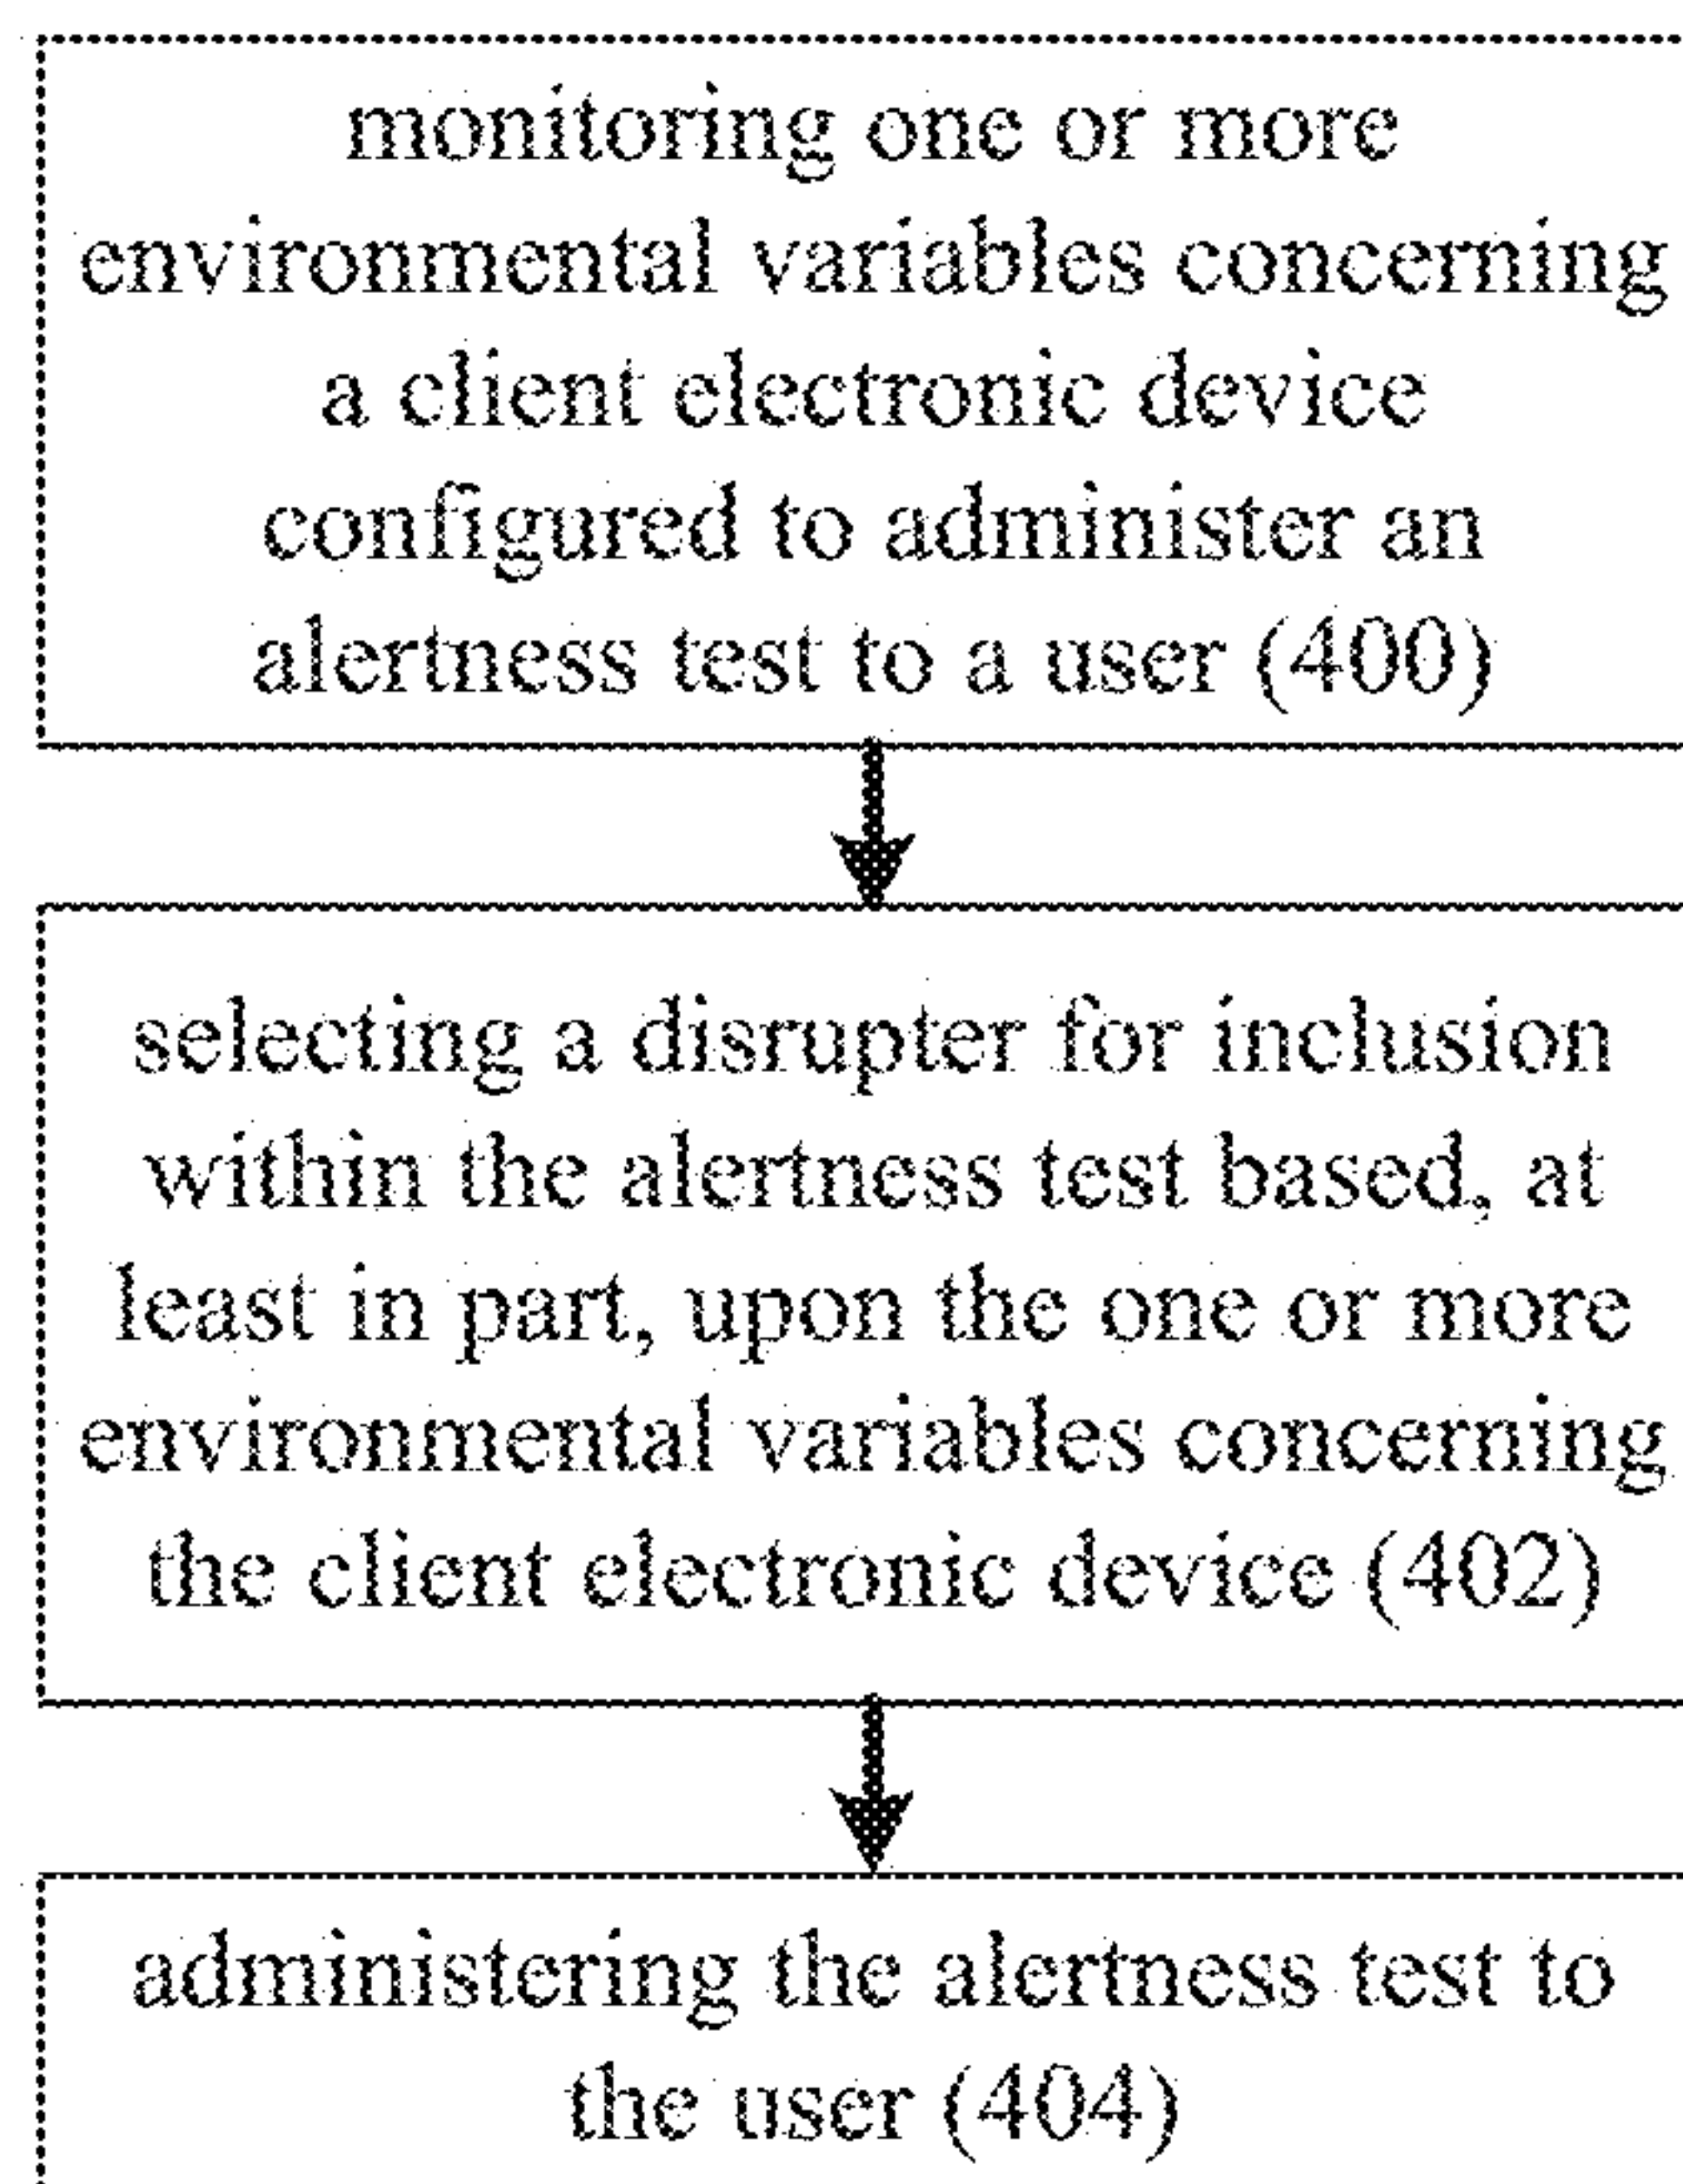 monitoring one or more
environmental variables concerning
a client electronic device
configured to administer an
alertness test to a user (400)
selecting a disrupter for inclusion
within the alertness test based, at
least in part, upon the one or more
environmental variables concerning
the client electronic device (402)
administering the alertness test to
the user (404)